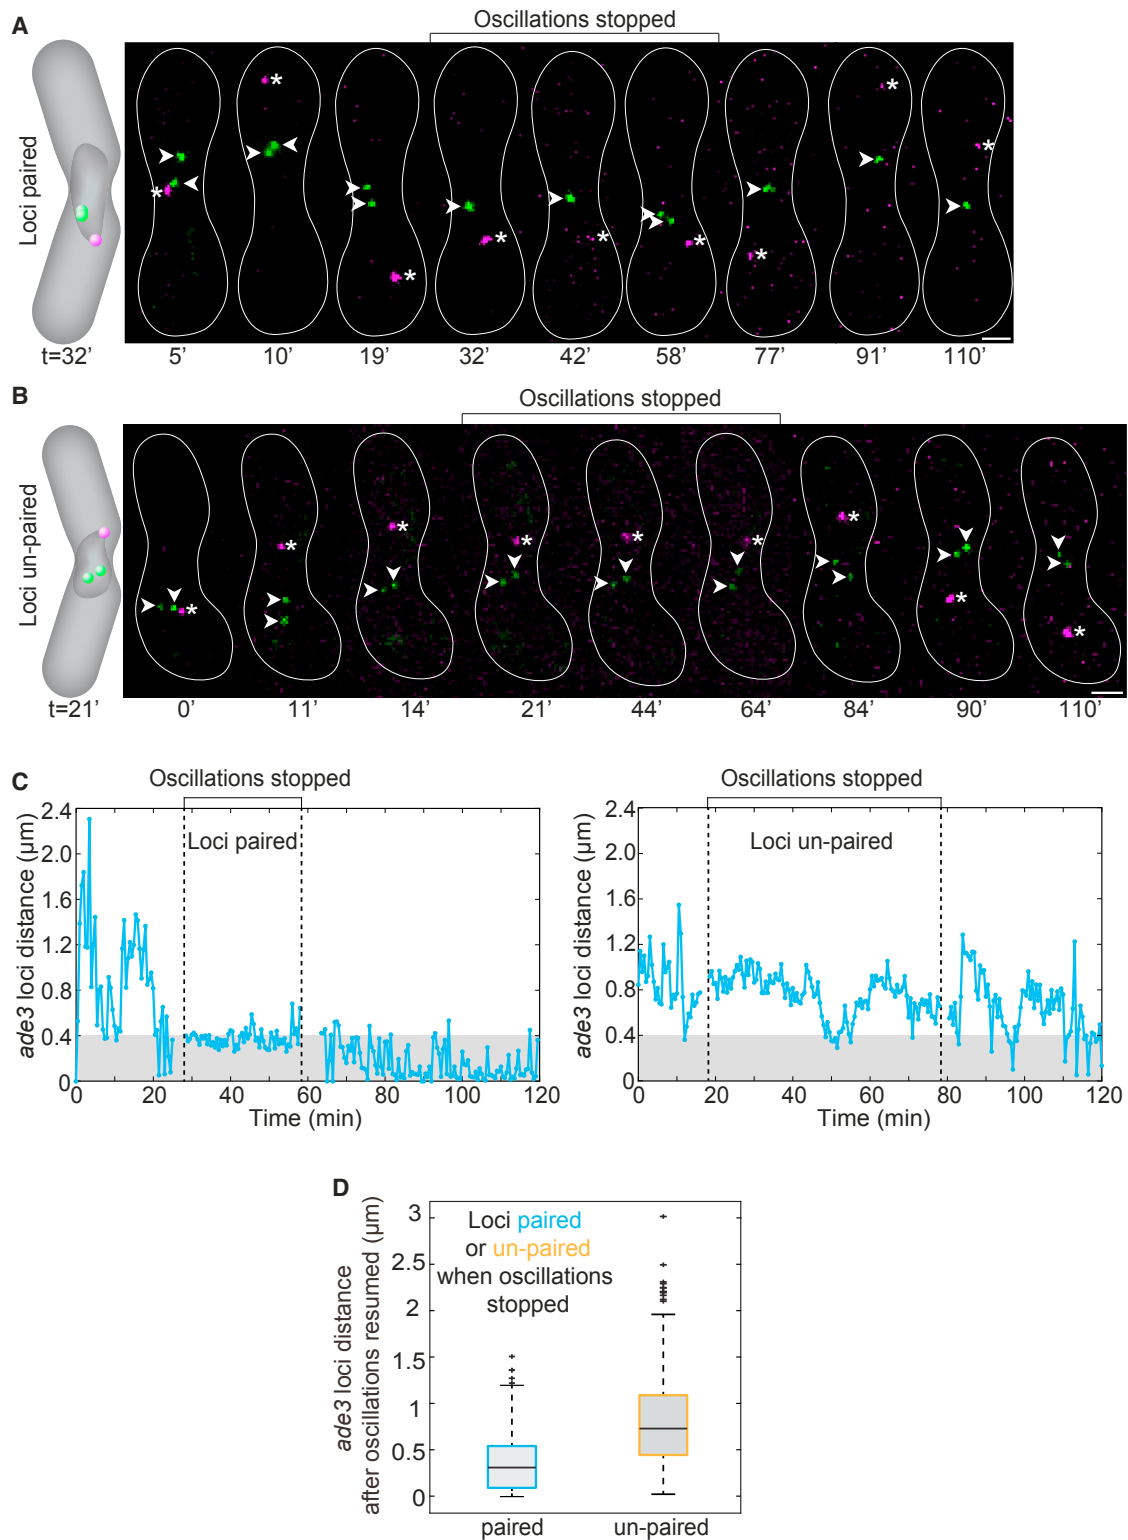 A
Oscillations stopped
Loci paired
* * * * * * * * *
t=32'
5' 10' 19' 32' 42' 58' 77' 91' 110'
B
Oscillations stopped
Loci un-paired
* * * * * * * * *
t=21'
0' 11' 14' 21' 44' 64' 84' 90' 110'
C
Oscillations stopped
Loci paired
ade3 loci distance (μm)
2.4
2.0
1.6
1.2
0.8
0.4
0
0 20 40 60 80 100 120
Time (min)
Oscillations stopped
Loci un-paired
ade3 loci distance (μm)
2.4
2.0
1.6
1.2
0.8
0.4
0
0 20 40 60 80 100 120
Time (min)
D
ade3 loci distance
after oscillations resumed (μm)
3
2.5
2
1.5
1
0.5
0
Loci paired
or un-paired
when oscillations
stopped
paired un-paired